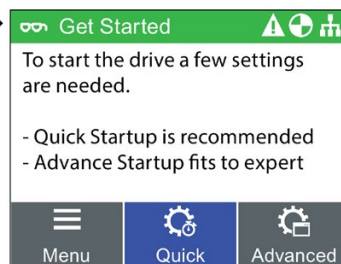 Get Started
To start the drive a few settings
are needed.
- Quick Startup is recommended
- Advance Startup fits to expert
Menu Quick Advanced